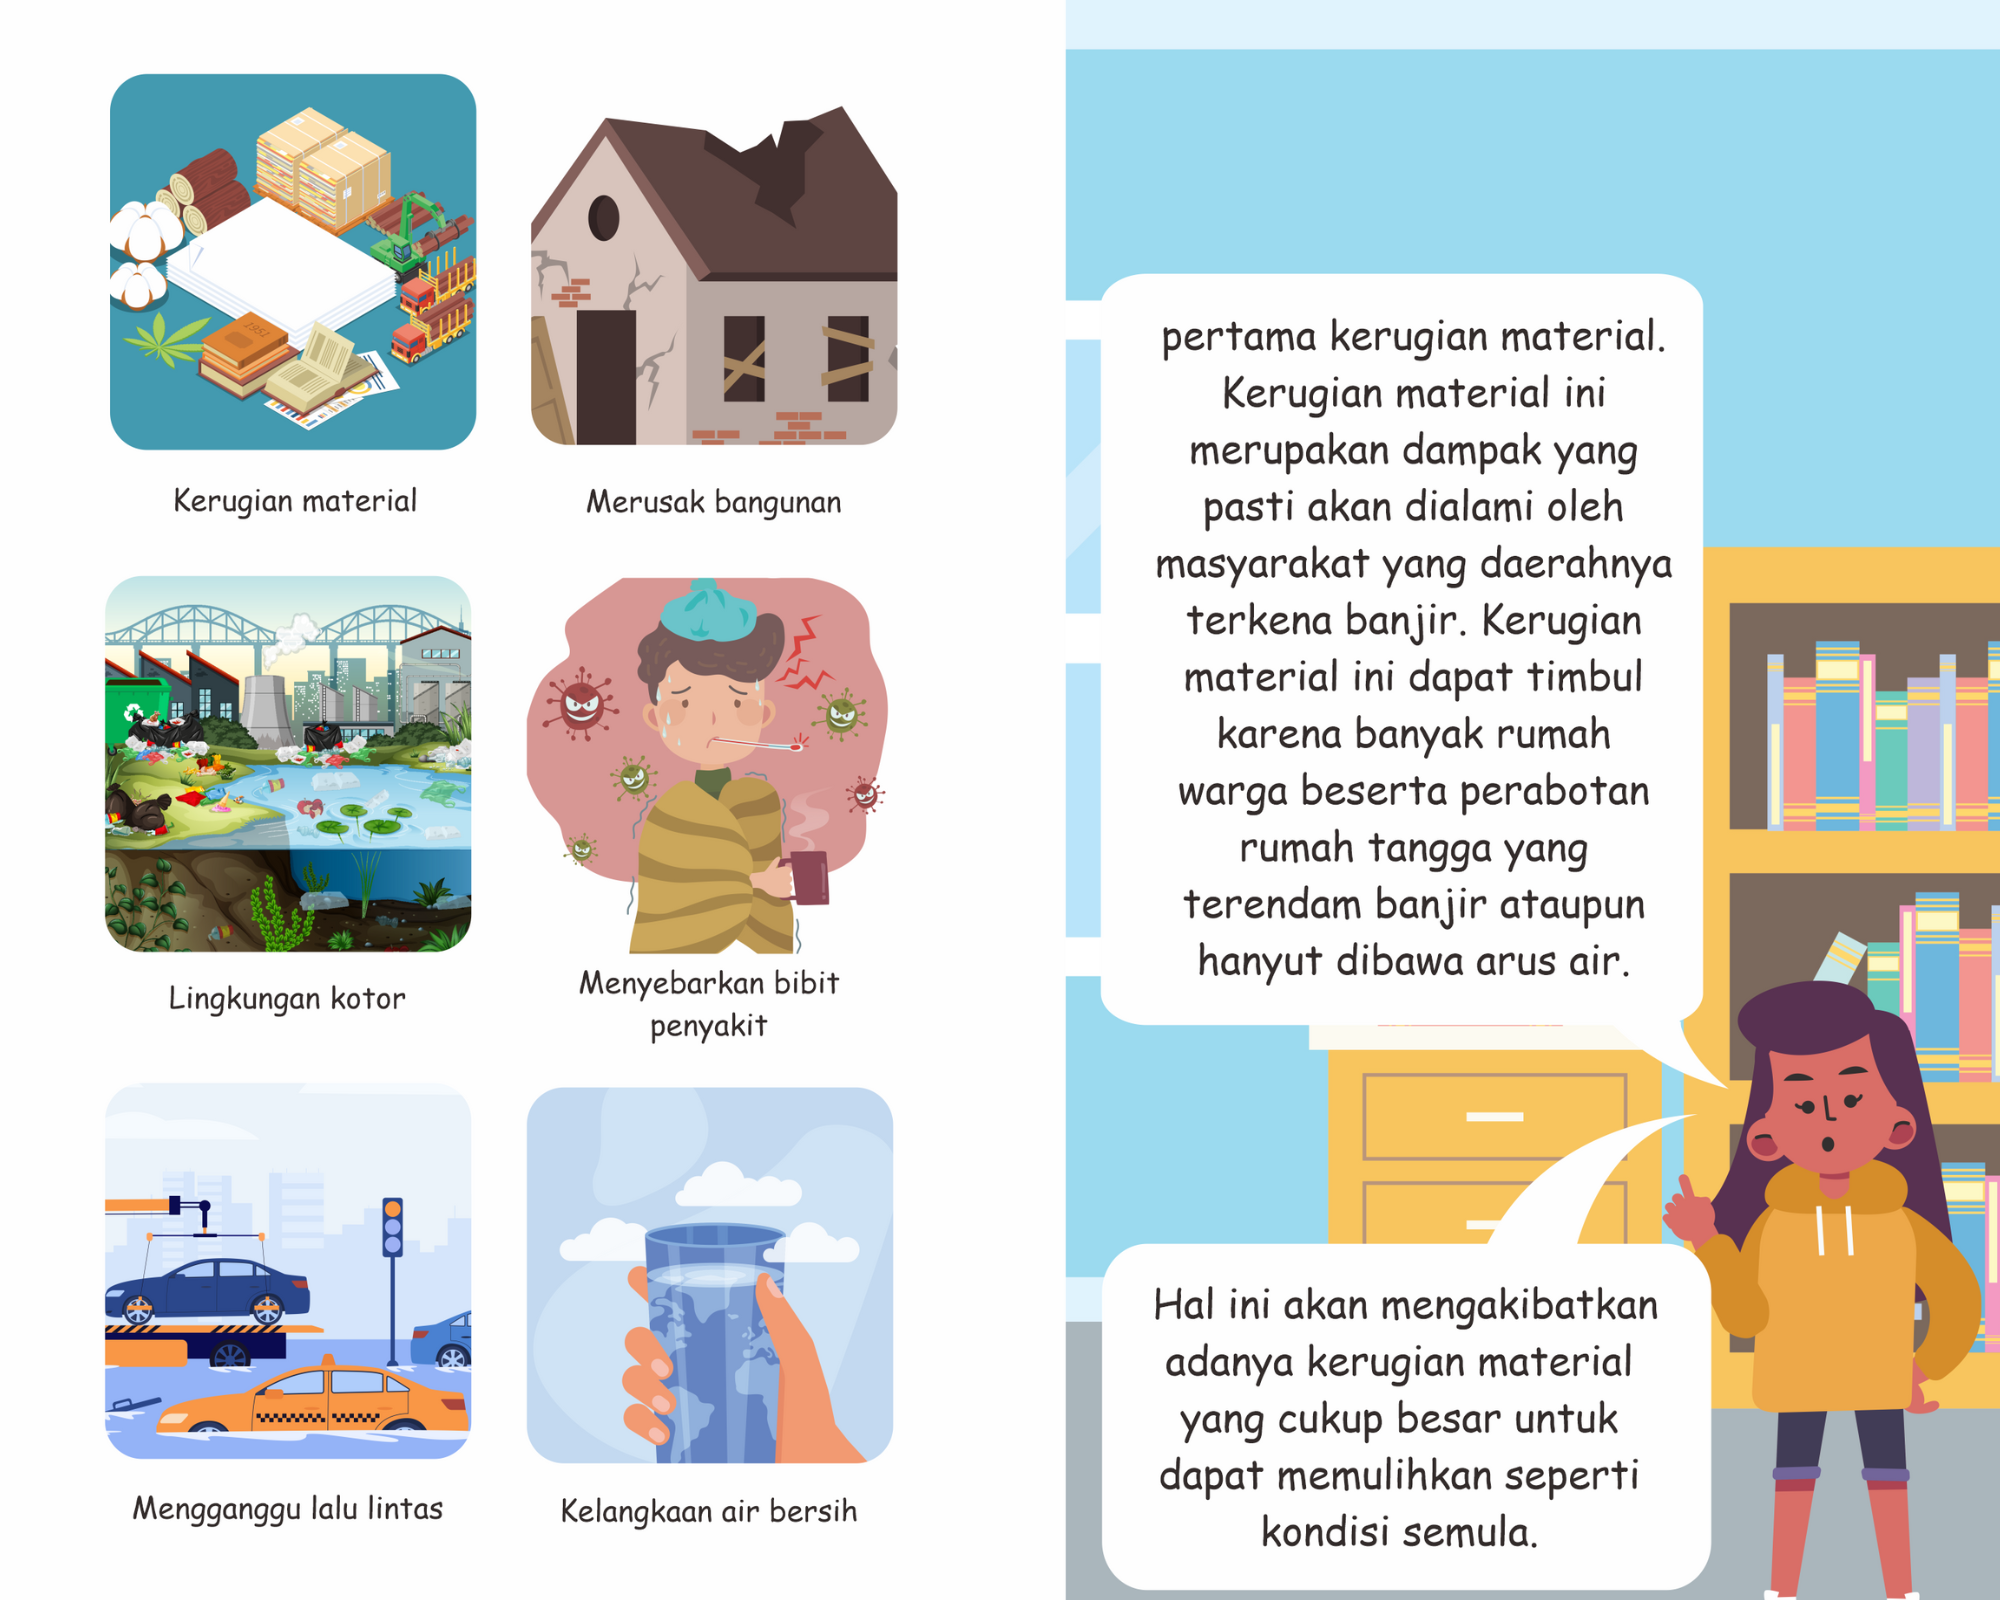 Kerugian material
Merusak bangunan
Lingkungan kotor
Menyebarkan bibit
penyakit
Mengganggu lalu lintas
Kelangkaan air bersih
pertama kerugian material.
Kerugian material ini
merupakan dampak yang
pasti akan dialami oleh
masyarakat yang daerahnya
terkena banjir. Kerugian
material ini dapat timbul
karena banyak rumah
warga beserta perabotan
rumah tangga yang
terendam banjir ataupun
hanyut dibawa arus air.
Hal ini akan mengakibatkan
adanya kerugian material
yang cukup besar untuk
dapat memulihkan seperti
kondisi semula.
1951